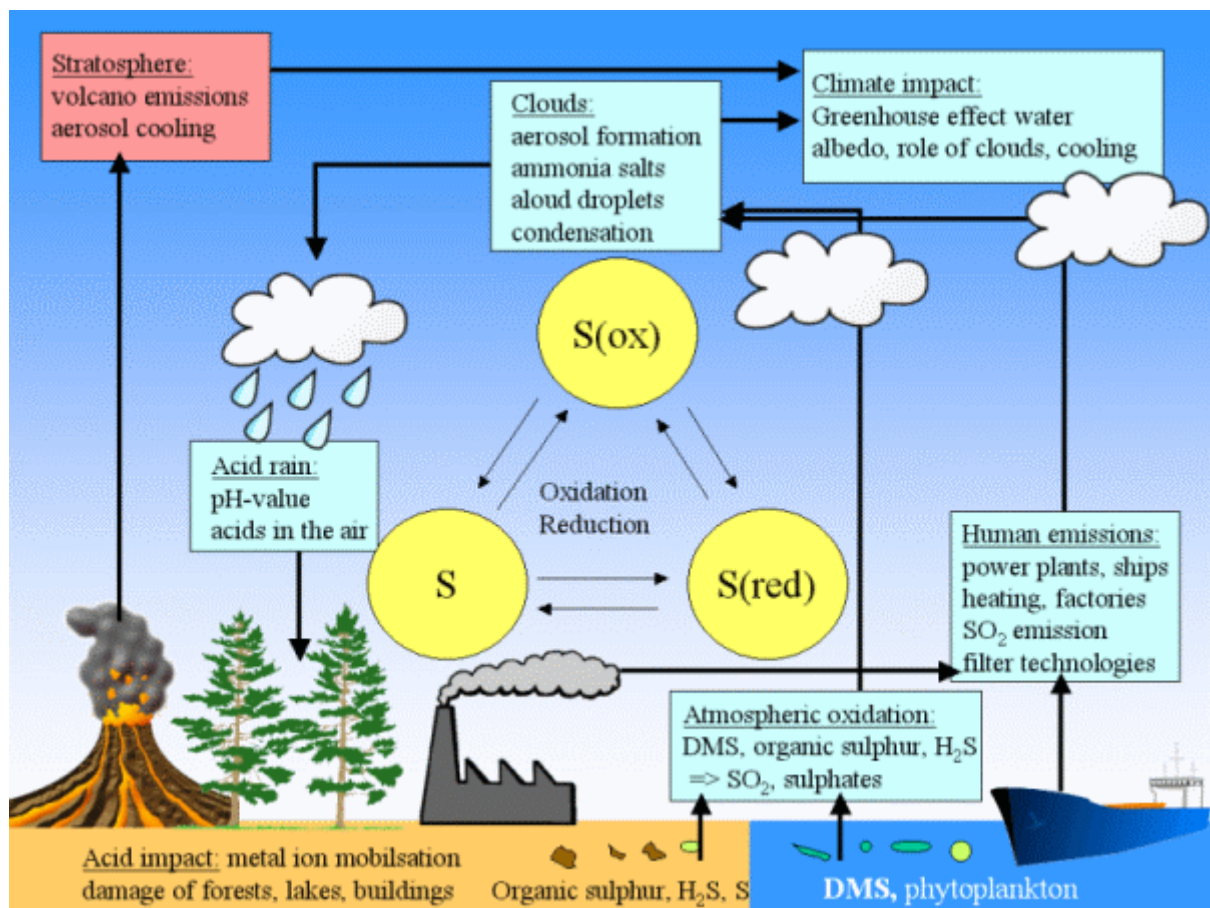 Stratosphere:
volcano emissions
aerosol cooling
Clouds:
aerosol formation
ammonia salts
aloud droplets
condensation
Climate impact:
Greenhouse effect water
albedo, role of clouds, cooling
S(ox)
Acid rain:
pH-value
acids in the air
Oxidation
Reduction
S
S(red)
Human emissions:
power plants, ships
heating, factories
SO₂ emission
filter technologies
Atmospheric oxidation:
DMS, organic sulphur, H₂S
=> SO₂, sulphates
Acid impact: metal ion mobilsation
damage of forests, lakes, buildings
Organic sulphur, H₂S, S
DMS, phytoplankton